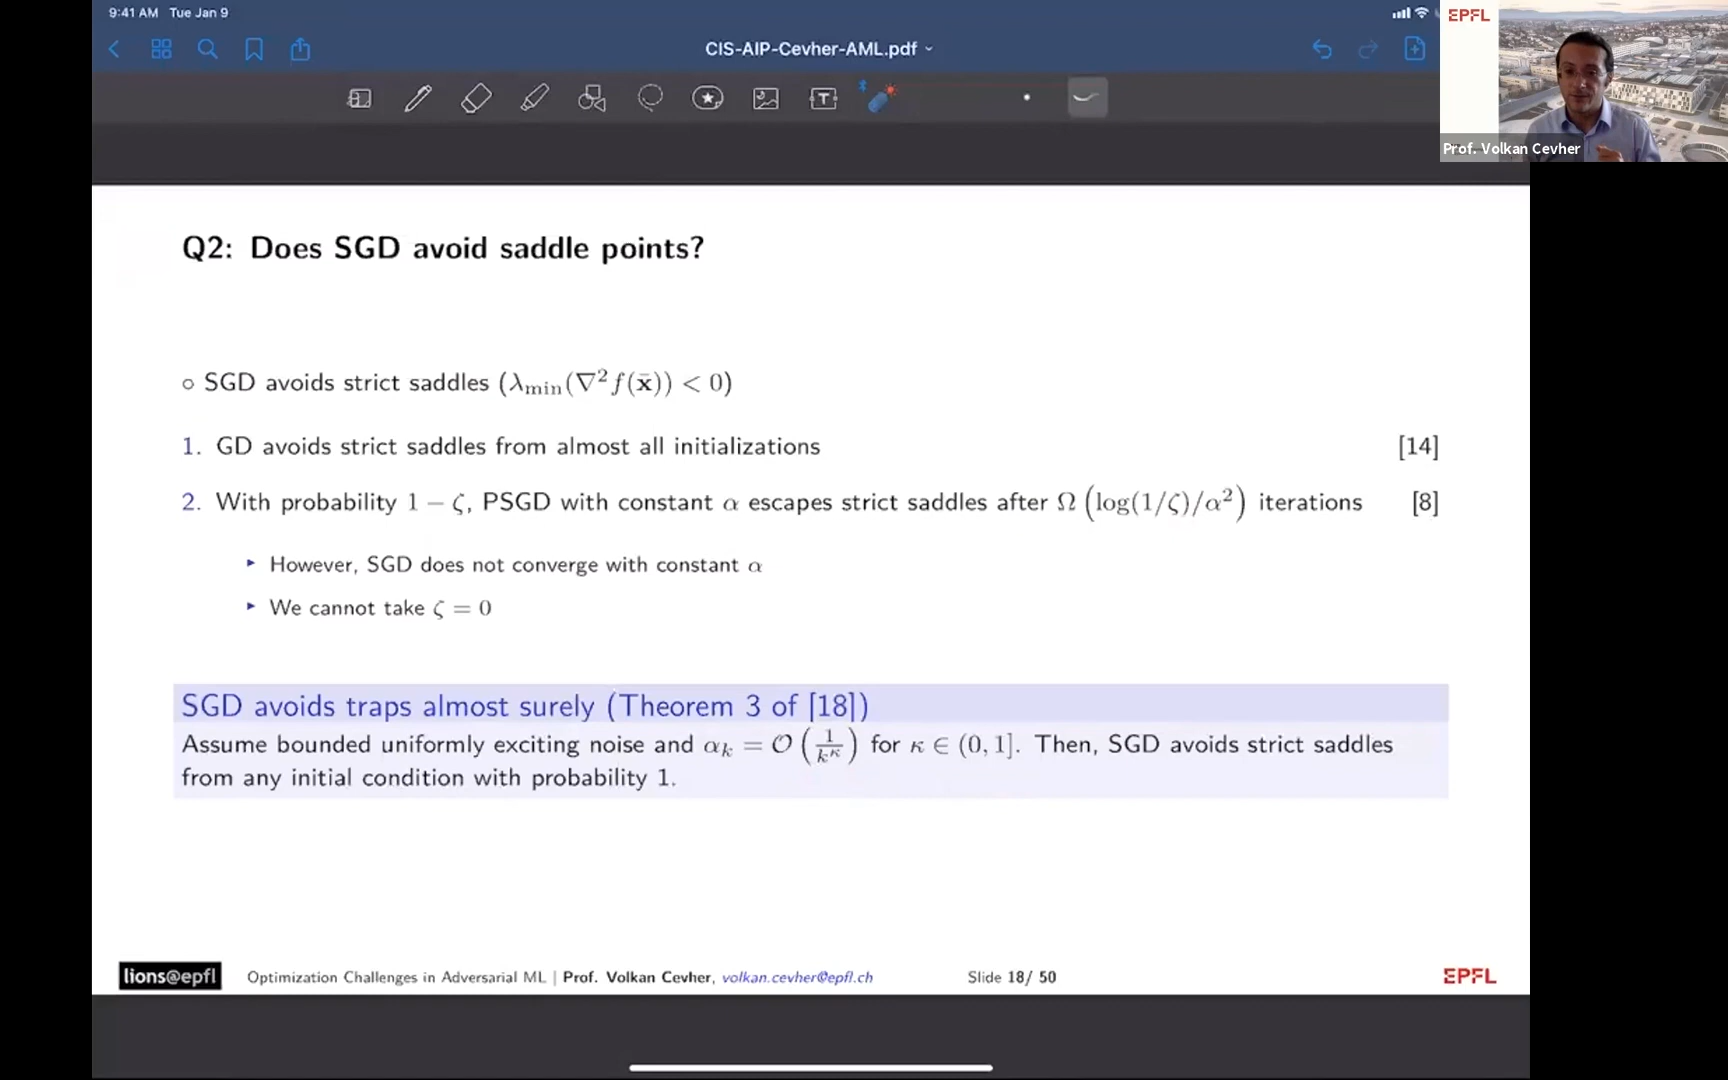 9:41 AM Tue Jan 9
CIS-AIP-Cevher-AML.pdf
EPFL
Prof. Volkan Cevher
Q2: Does SGD avoid saddle points?
○ SGD avoids strict saddles (λ_min(∇²f(x̄)) < 0)
1. GD avoids strict saddles from almost all initializations [14]
2. With probability 1 − ζ, PSGD with constant α escapes strict saddles after Ω (log(1/ζ)/α²) iterations [8]
▸ However, SGD does not converge with constant α
▸ We cannot take ζ = 0
SGD avoids traps almost surely (Theorem 3 of [18])
Assume bounded uniformly exciting noise and α_k = O (1/k^κ) for κ ∈ (0, 1]. Then, SGD avoids strict saddles
from any initial condition with probability 1.
lions@epfl Optimization Challenges in Adversarial ML | Prof. Volkan Cevher, volkan.cevher@epfl.ch Slide 18/ 50 EPFL